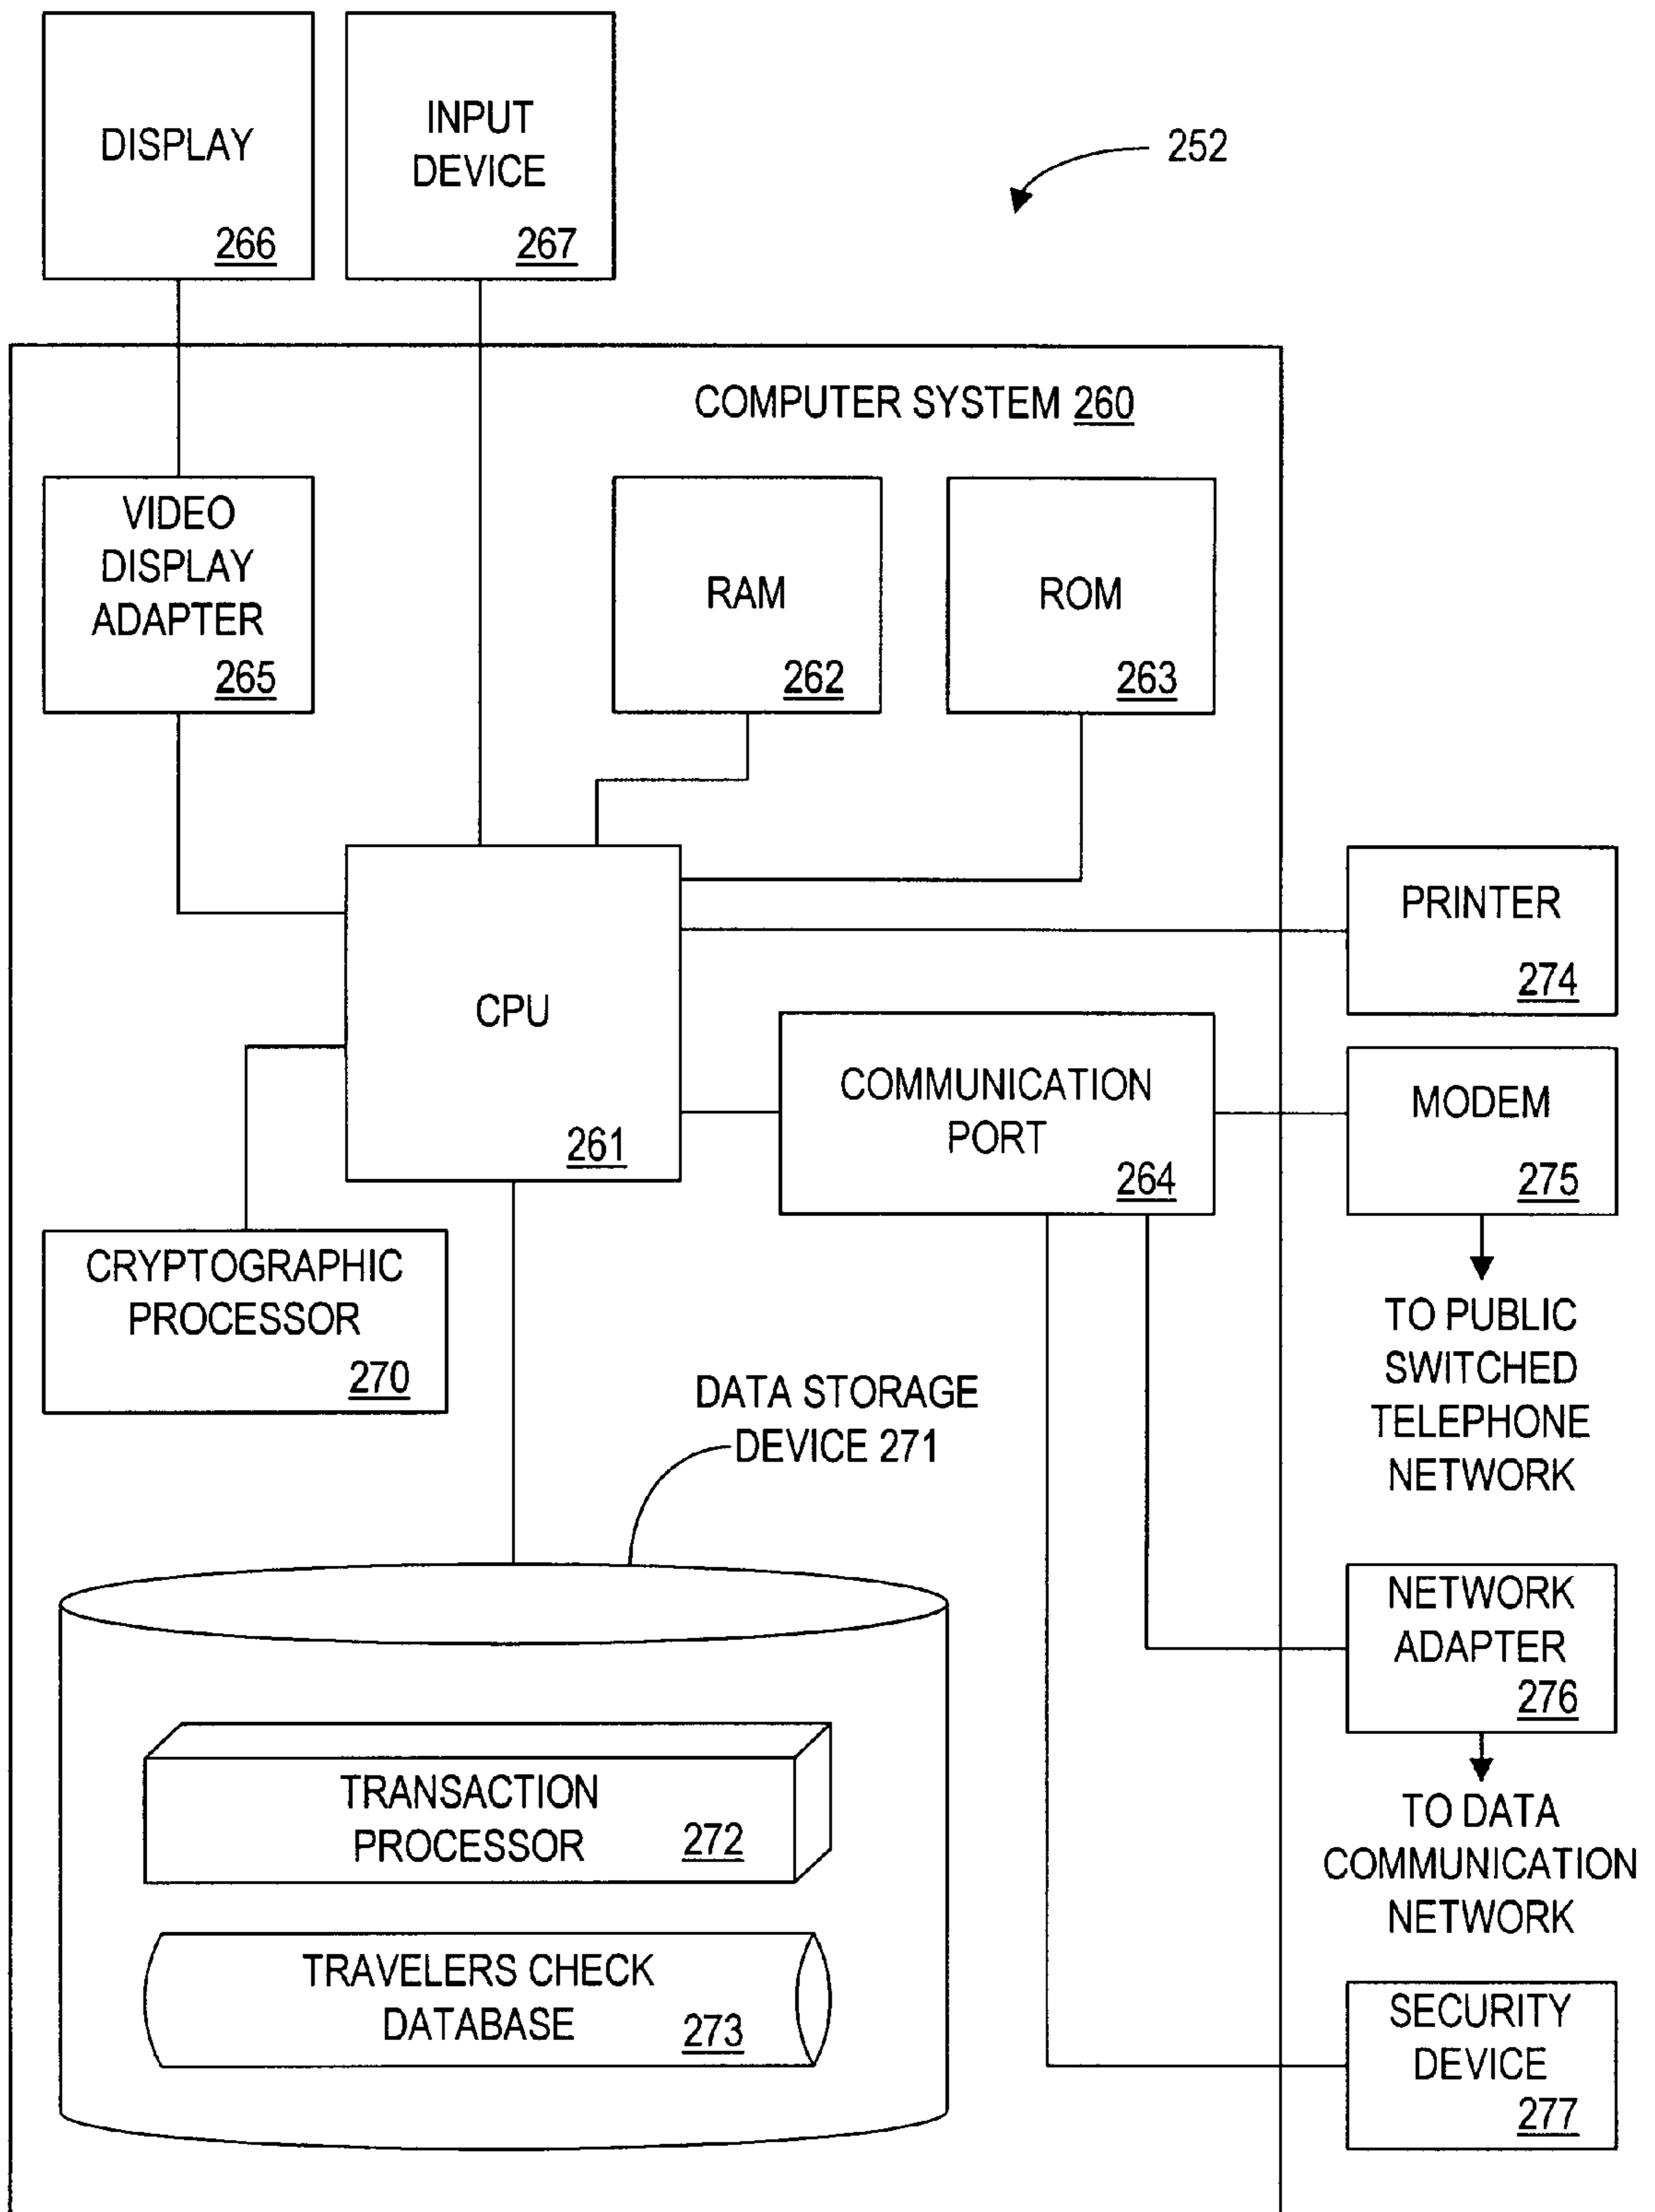 DISPLAY
266
INPUT
DEVICE
267
252
COMPUTER SYSTEM 260
VIDEO
DISPLAY
ADAPTER
265
RAM
262
ROM
263
PRINTER
274
CPU
261
COMMUNICATION
PORT
264
MODEM
275
TO PUBLIC
SWITCHED
TELEPHONE
NETWORK
CRYPTOGRAPHIC
PROCESSOR
270
DATA STORAGE
DEVICE 271
NETWORK
ADAPTER
276
TO DATA
COMMUNICATION
NETWORK
TRANSACTION
PROCESSOR 272
TRAVELERS CHECK
DATABASE 273
SECURITY
DEVICE
277